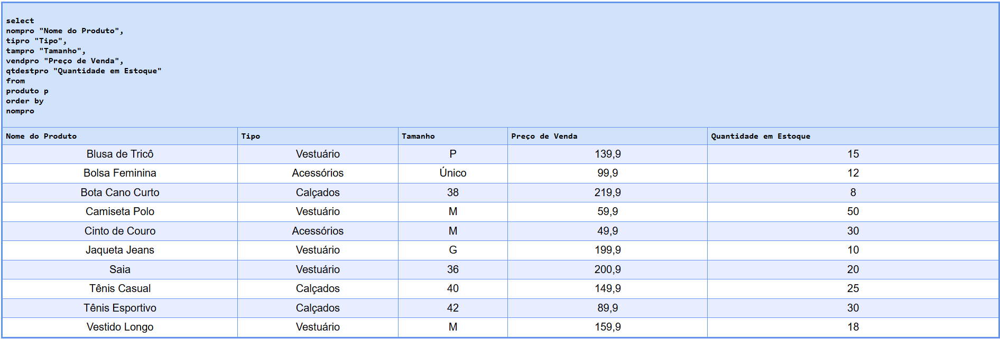 select
nompro "Nome do Produto",
tipro "Tipo",
tampro "Tamanho",
vendpro "Preço de Venda",
qtdestpro "Quantidade em Estoque"
from
produto p
order by
nompro
Nome do Produto Tipo Tamanho Preço de Venda Quantidade em Estoque
Blusa de Tricô Vestuário P 139,9 15
Bolsa Feminina Acessórios Único 99,9 12
Bota Cano Curto Calçados 38 219,9 8
Camiseta Polo Vestuário M 59,9 50
Cinto de Couro Acessórios M 49,9 30
Jaqueta Jeans Vestuário G 199,9 10
Saia Vestuário 36 200,9 20
Tênis Casual Calçados 40 149,9 25
Tênis Esportivo Calçados 42 89,9 30
Vestido Longo Vestuário M 159,9 18